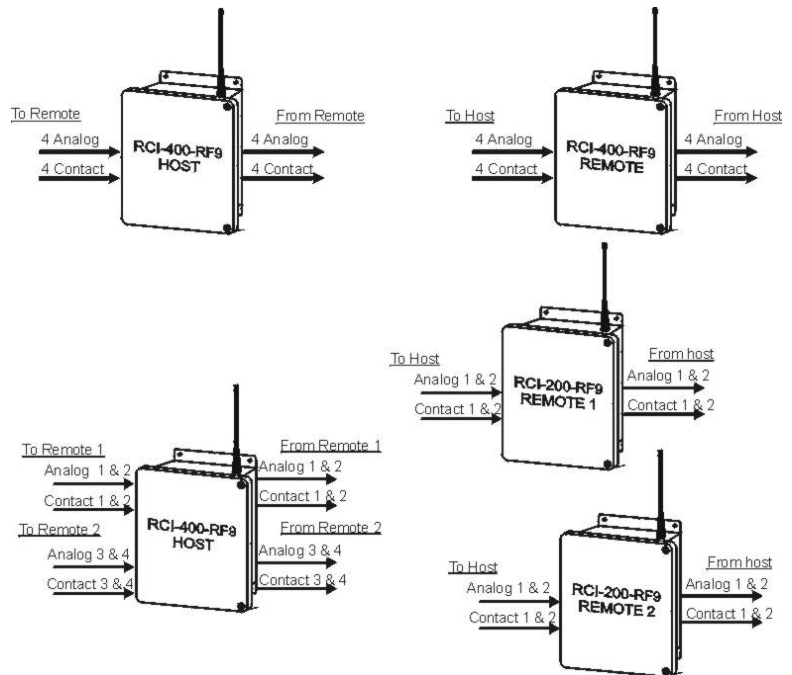 To Remote
4 Analog
4 Contact
RCI-400-RF9
HOST
From Remote
4 Analog
4 Contact
To Host
4 Analog
4 Contact
RCI-400-RF9
REMOTE
From Host
4 Analog
4 Contact
To Host
Analog 1 & 2
Contact 1 & 2
RCI-200-RF9
REMOTE 1
From host
Analog 1 & 2
Contact 1 & 2
To Remote 1
Analog 1 & 2
Contact 1 & 2
To Remote 2
Analog 3 & 4
Contact 3 & 4
RCI-400-RF9
HOST
From Remote 1
Analog 1 & 2
Contact 1 & 2
From Remote 2
Analog 3 & 4
Contact 3 & 4
To Host
Analog 1 & 2
Contact 1 & 2
RCI-200-RF9
REMOTE 2
From host
Analog 1 & 2
Contact 1 & 2